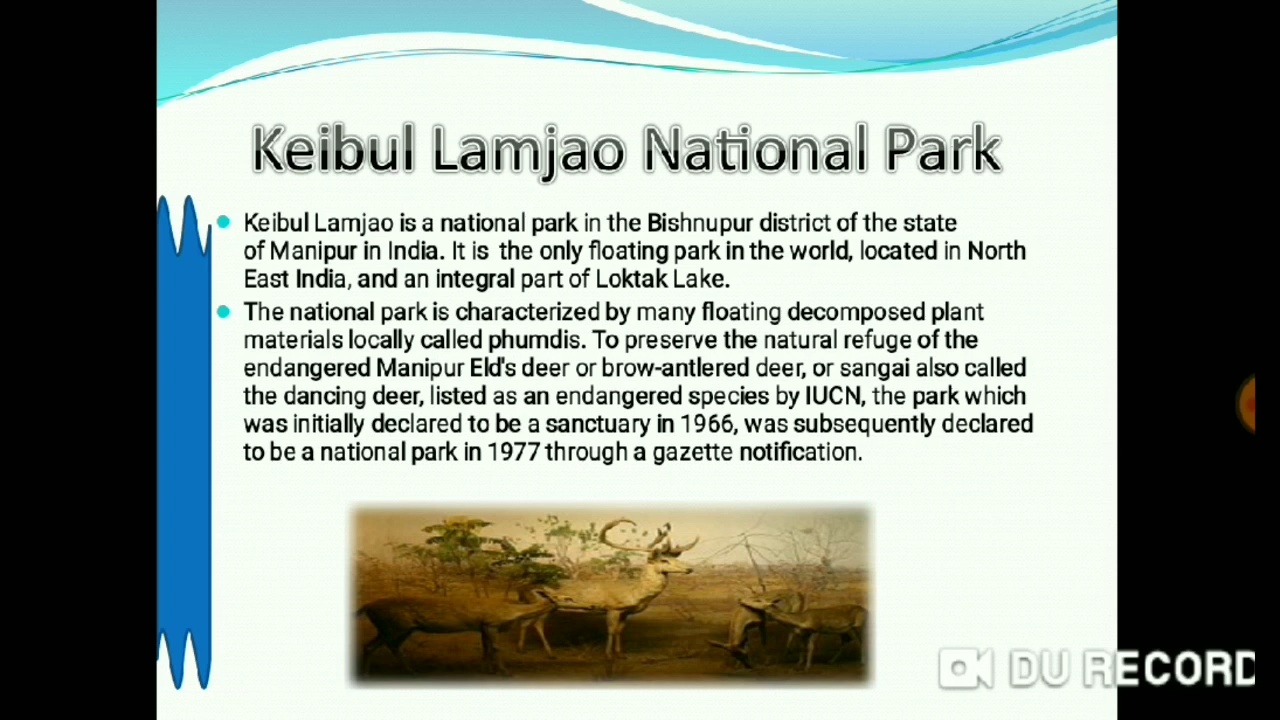 Keibul Lamjao National Park
Keibul Lamjao is a national park in the Bishnupur district of the state
of Manipur in India. It is the only floating park in the world, located in North
East India, and an integral part of Loktak Lake.
The national park is characterized by many floating decomposed plant
materials locally called phumdis. To preserve the natural refuge of the
endangered Manipur Eld's deer or brow-antlered deer, or sangai also called
the dancing deer, listed as an endangered species by IUCN, the park which
was initially declared to be a sanctuary in 1966, was subsequently declared
to be a national park in 1977 through a gazette notification.
DU RECORD